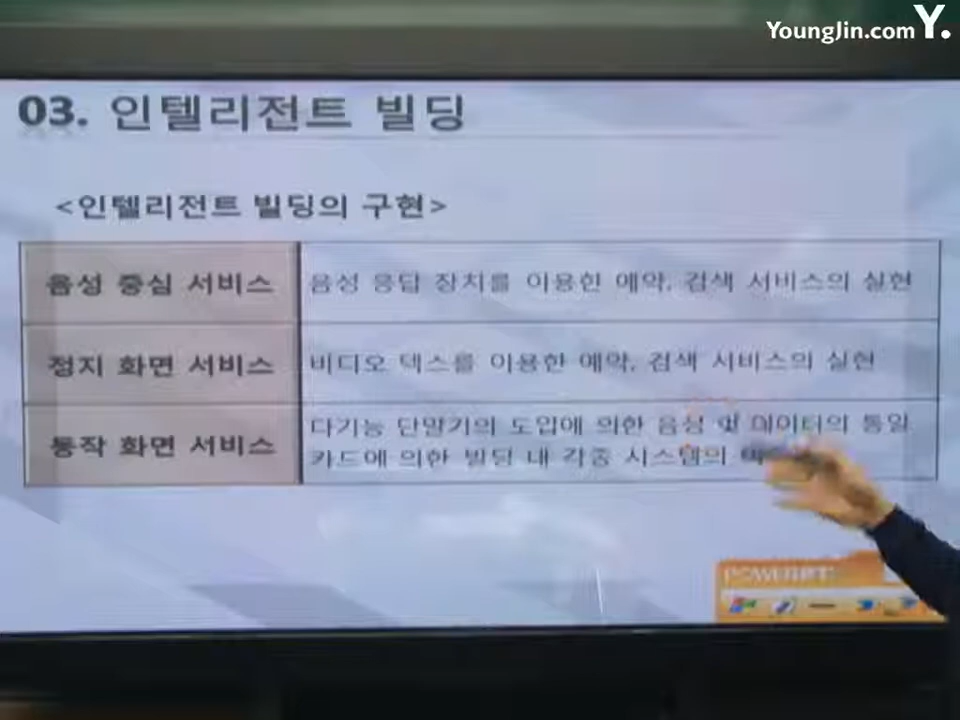 YoungJin.com Y.
03. 인텔리전트 빌딩
<인텔리전트 빌딩의 구현>
음성 중심 서비스
음성 응답 장치를 이용한 예약, 검색 서비스의 실현
정지 화면 서비스
비디오 텍스를 이용한 예약, 검색 서비스의 실현
동작 화면 서비스
다기능 단말기의 도입에 의한 음성 및 데이터의 통일
카드에 의한 빌딩 내 각종 시스템의